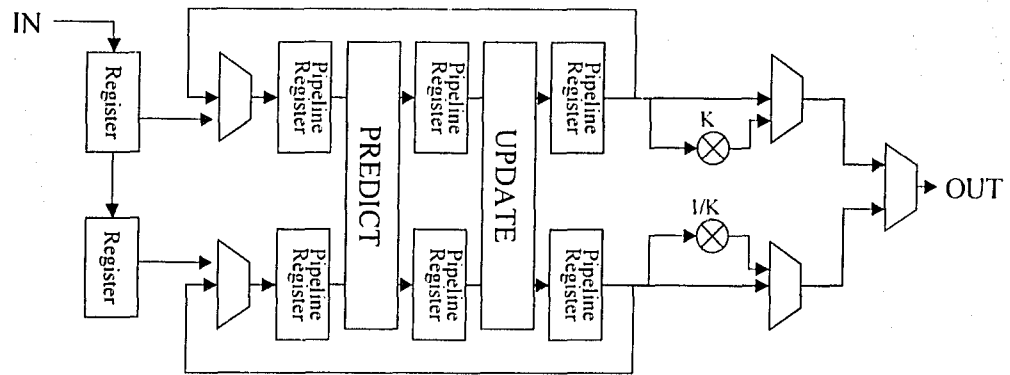 IN
Register
Pipeline
Register
PREDICT
Pipeline
Register
UPDATE
Pipeline
Register
K
OUT
Register
Pipeline
Register
Pipeline
Register
Pipeline
Register
1/K